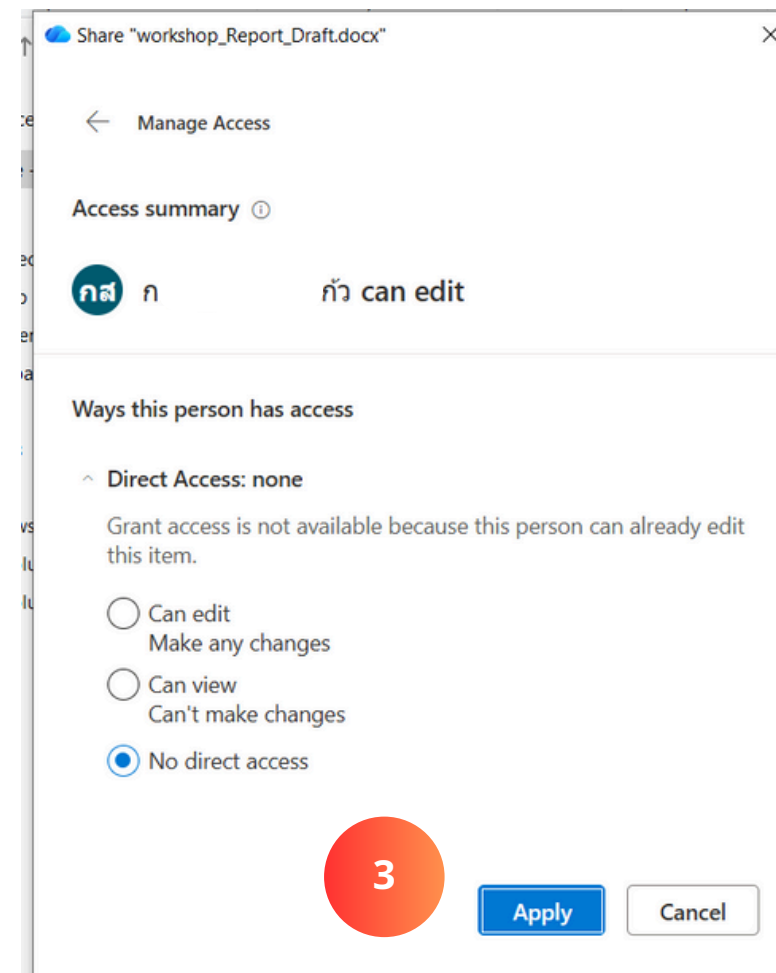 Share "workshop_Report_Draft.docx"
Manage Access
Access summary
กส ก กัว can edit
Ways this person has access
Direct Access: none
Grant access is not available because this person can already edit
this item.
Can edit
Make any changes
Can view
Can't make changes
No direct access
3
Apply Cancel